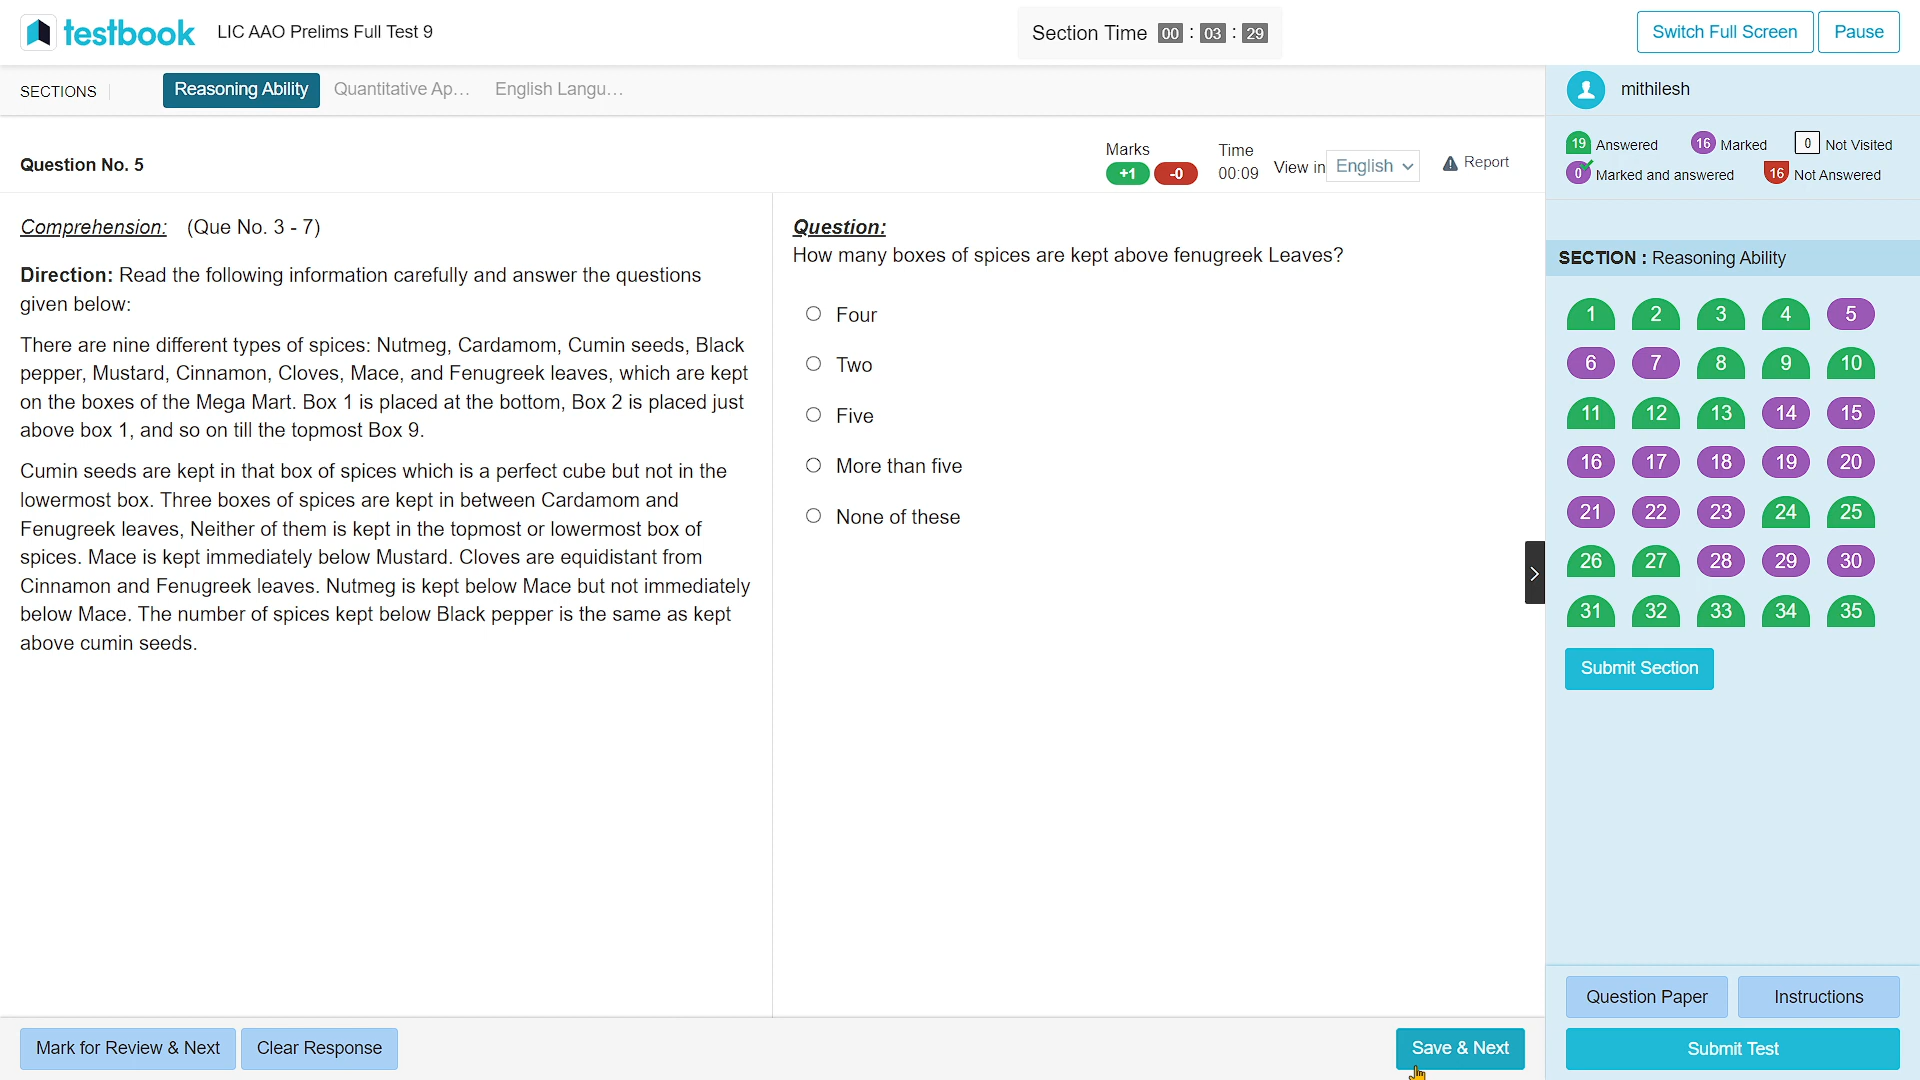 testbook LIC AAO Prelims Full Test 9 Section Time 00 : 03 : 29 Switch Full Screen Pause
SECTIONS Reasoning Ability Quantitative Ap... English Langu... mithilesh
19 Answered 16 Marked 0 Not Visited
0 Marked and answered 16 Not Answered
Question No. 5 Marks +1 -0 Time 00:09 View in English Report
Comprehension: (Que No. 3 - 7)
Direction: Read the following information carefully and answer the questions
given below:
There are nine different types of spices: Nutmeg, Cardamom, Cumin seeds, Black
pepper, Mustard, Cinnamon, Cloves, Mace, and Fenugreek leaves, which are kept
on the boxes of the Mega Mart. Box 1 is placed at the bottom, Box 2 is placed just
above box 1, and so on till the topmost Box 9.
Cumin seeds are kept in that box of spices which is a perfect cube but not in the
lowermost box. Three boxes of spices are kept in between Cardamom and
Fenugreek leaves, Neither of them is kept in the topmost or lowermost box of
spices. Mace is kept immediately below Mustard. Cloves are equidistant from
Cinnamon and Fenugreek leaves. Nutmeg is kept below Mace but not immediately
below Mace. The number of spices kept below Black pepper is the same as kept
above cumin seeds.
Question:
How many boxes of spices are kept above fenugreek Leaves?
Four
Two
Five
More than five
None of these
SECTION : Reasoning Ability
1 2 3 4 5
6 7 8 9 10
11 12 13 14 15
16 17 18 19 20
21 22 23 24 25
26 27 28 29 30
31 32 33 34 35
Submit Section
Question Paper Instructions
Mark for Review & Next Clear Response Save & Next Submit Test